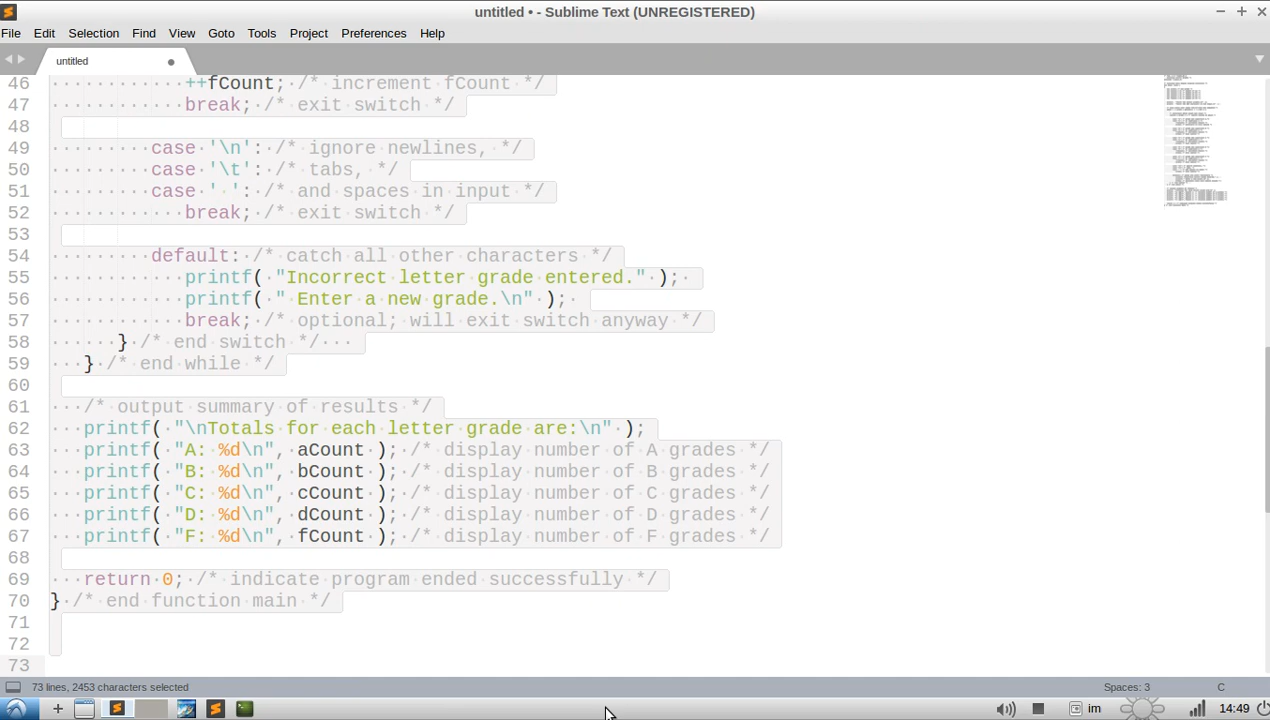 untitled • - Sublime Text (UNREGISTERED)
File Edit Selection Find View Goto Tools Project Preferences Help
untitled
46 ++fCount; /* increment fCount */
47 break; /* exit switch */
48
49 case '\n': /* ignore newlines, */
50 case '\t': /* tabs, */
51 case ' ': /* and spaces in input */
52 break; /* exit switch */
53
54 default: /* catch all other characters */
55 printf( "Incorrect letter grade entered." );
56 printf( " Enter a new grade.\n" );
57 break; /* optional; will exit switch anyway */
58 } /* end switch */
59 } /* end while */
60
61 /* output summary of results */
62 printf( "\nTotals for each letter grade are:\n" );
63 printf( "A: %d\n", aCount ); /* display number of A grades */
64 printf( "B: %d\n", bCount ); /* display number of B grades */
65 printf( "C: %d\n", cCount ); /* display number of C grades */
66 printf( "D: %d\n", dCount ); /* display number of D grades */
67 printf( "F: %d\n", fCount ); /* display number of F grades */
68
69 return 0; /* indicate program ended successfully */
70 } /* end function main */
71
72
73
73 lines, 2453 characters selected Spaces: 3 C
im 14:49